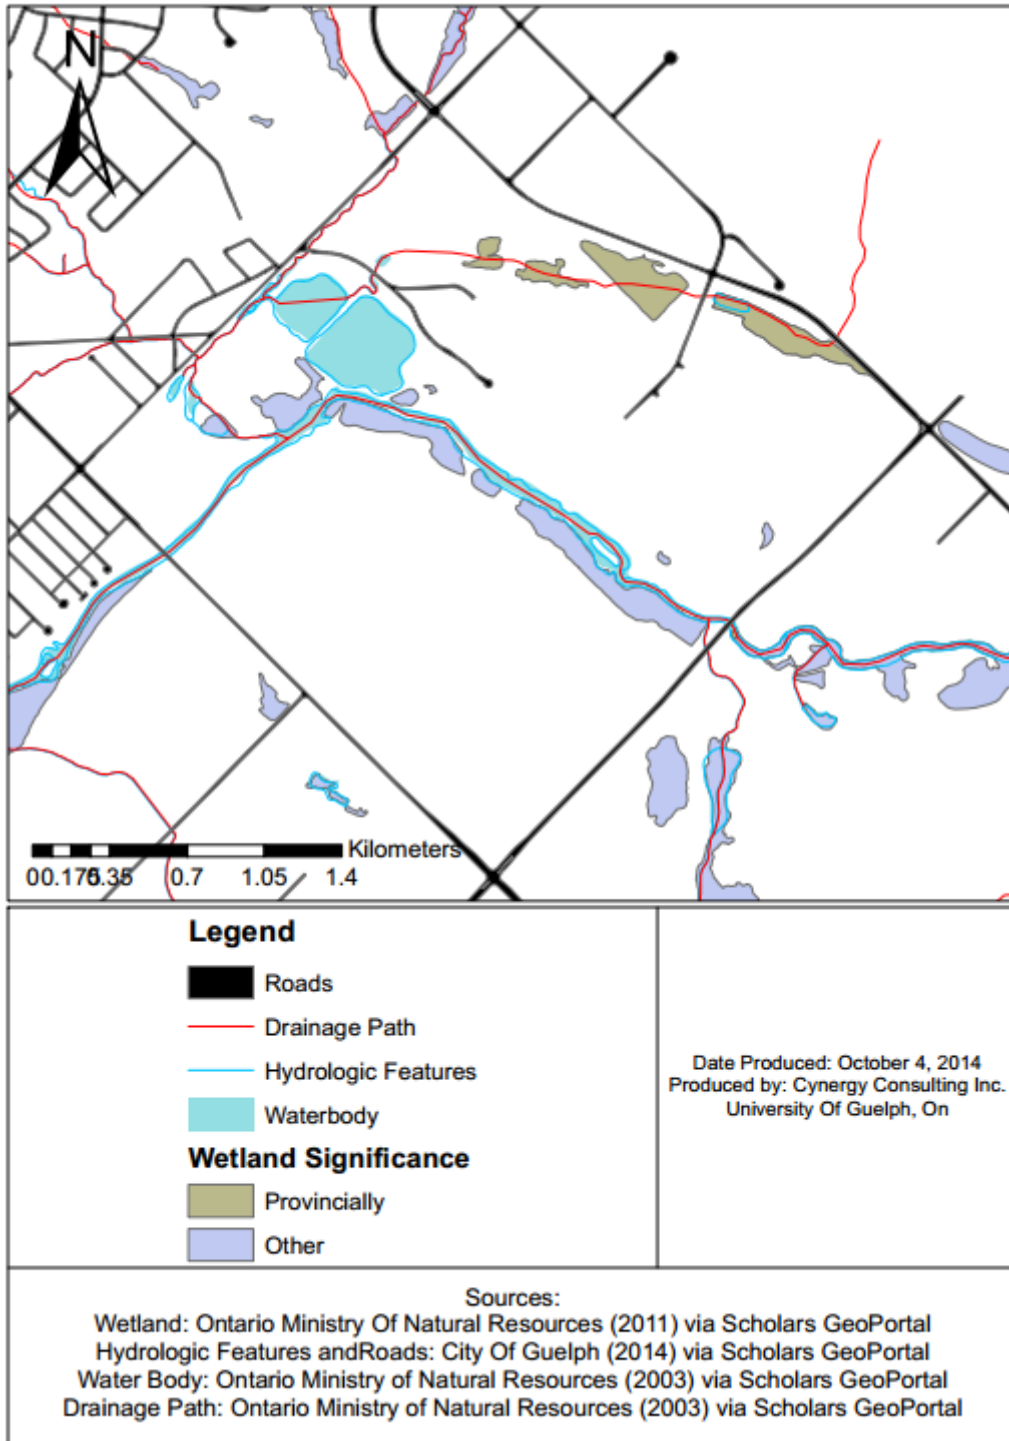 N
Kilometers
00.1750.35 0.7 1.05 1.4
Legend
Roads
Drainage Path
Hydrologic Features
Waterbody
Wetland Significance
Provincially
Other
Date Produced: October 4, 2014
Produced by: Cynergy Consulting Inc.
University Of Guelph, On
Sources:
Wetland: Ontario Ministry Of Natural Resources (2011) via Scholars GeoPortal
Hydrologic Features andRoads: City Of Guelph (2014) via Scholars GeoPortal
Water Body: Ontario Ministry of Natural Resources (2003) via Scholars GeoPortal
Drainage Path: Ontario Ministry of Natural Resources (2003) via Scholars GeoPortal